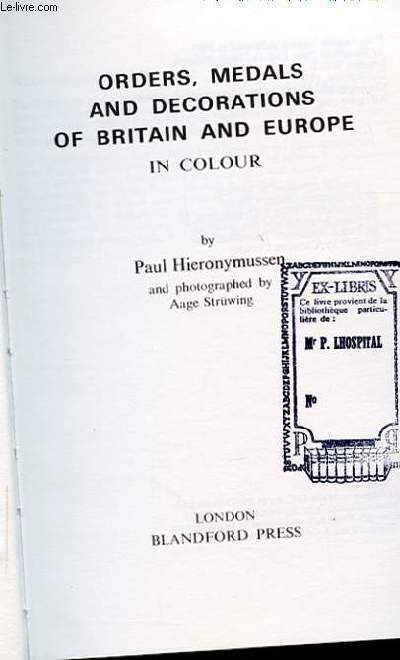 Le-livre.com
ORDERS, MEDALS
AND DECORATIONS
OF BRITAIN AND EUROPE
IN COLOUR
by
Paul Hieronymussen
and photographed by
Aage Strüwing
EX-LIBRIS
Ce livre provient de la
bibliothèque particu-
lière de :
Mr P. LHOSPITAL
No
LONDON
BLANDFORD PRESS